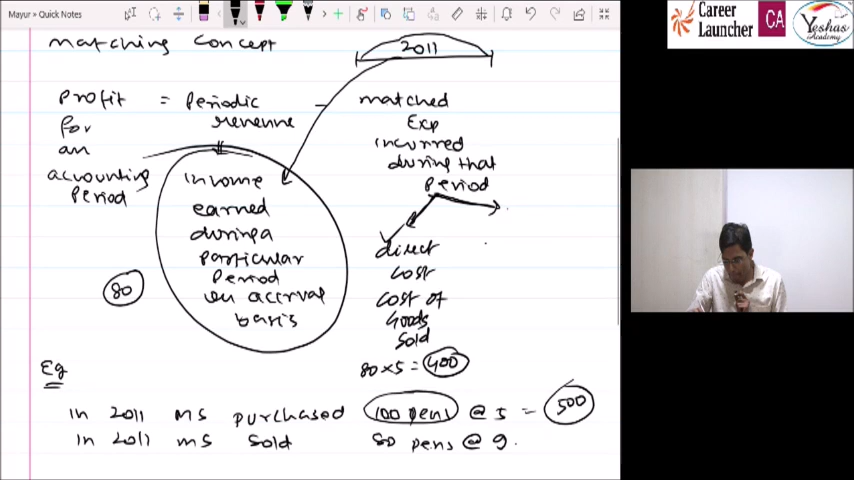 Mayur » Quick Notes
Career
Launcher
CA
Yeshas
Academy
matching concept
2011
Profit = Periodic — matched
for revenue Exp
an incurred
accounting during that
Period Period
income
earned
during a
particular
period
on accrual
basis
80
direct
cost
cost of
Goods
Sold
80 x 5 = 400
Eg
in 2011 MS purchased 100 pens @ 5 = 500
in 2011 MS sold 80 pens @ 9.